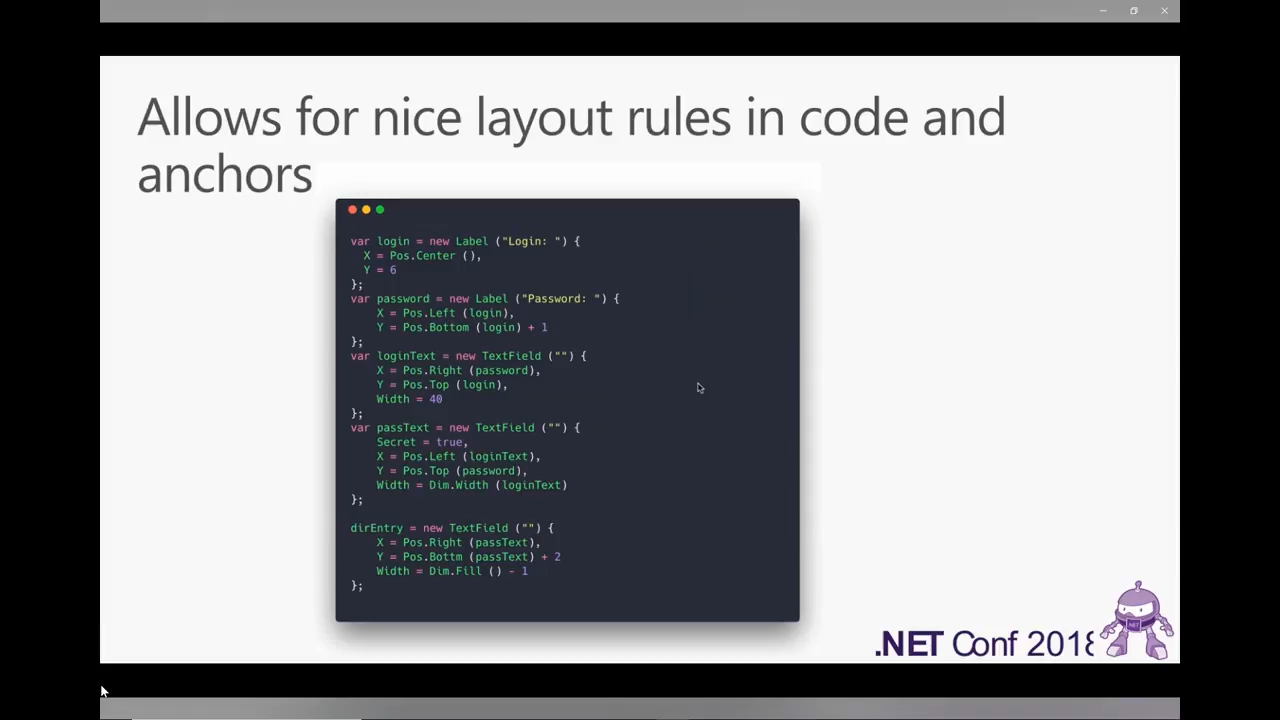 Allows for nice layout rules in code and
anchors
var login = new Label ("Login: ") {
  X = Pos.Center (),
  Y = 6
};
var password = new Label ("Password: ") {
    X = Pos.Left (login),
    Y = Pos.Bottom (login) + 1
};
var loginText = new TextField ("") {
    X = Pos.Right (password),
    Y = Pos.Top (login),
    Width = 40
};
var passText = new TextField ("") {
    Secret = true,
    X = Pos.Left (loginText),
    Y = Pos.Top (password),
    Width = Dim.Width (loginText)
};

dirEntry = new TextField ("") {
    X = Pos.Right (passText),
    Y = Pos.Bottm (passText) + 2
    Width = Dim.Fill () - 1
};
.NET Conf 2018
.NET